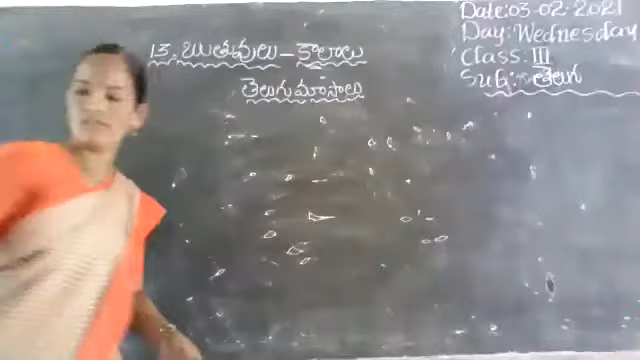 Date:03-02-2021
Day: Wednesday
Class: III
Sub: తెలుగు
13. ఋతువులు - కాలాలు
తెలుగు మాసాలు